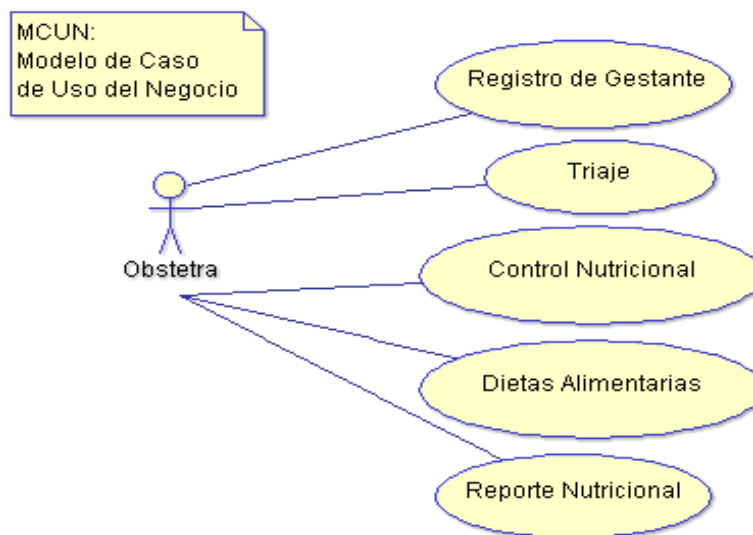 MCUN:
Modelo de Caso
de Uso del Negocio
Registro de Gestante
Triaje
Obstetra
Control Nutricional
Dietas Alimentarias
Reporte Nutricional